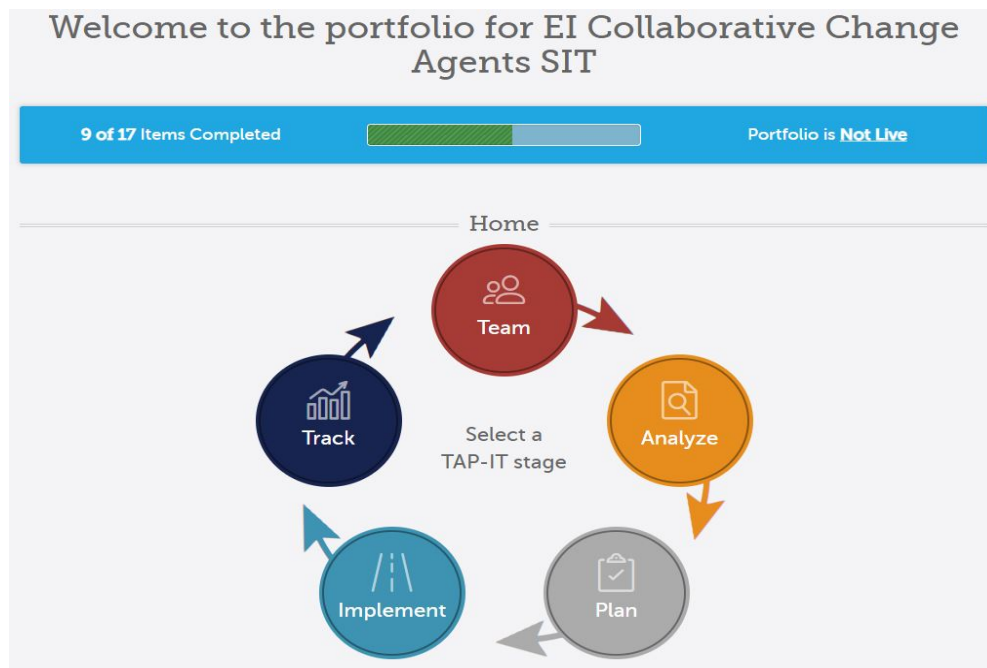 Welcome to the portfolio for EI Collaborative Change
Agents SIT
9 of 17 Items Completed
Portfolio is Not Live
Home
Team
Analyze
Plan
Implement
Track
Select a
TAP-IT stage